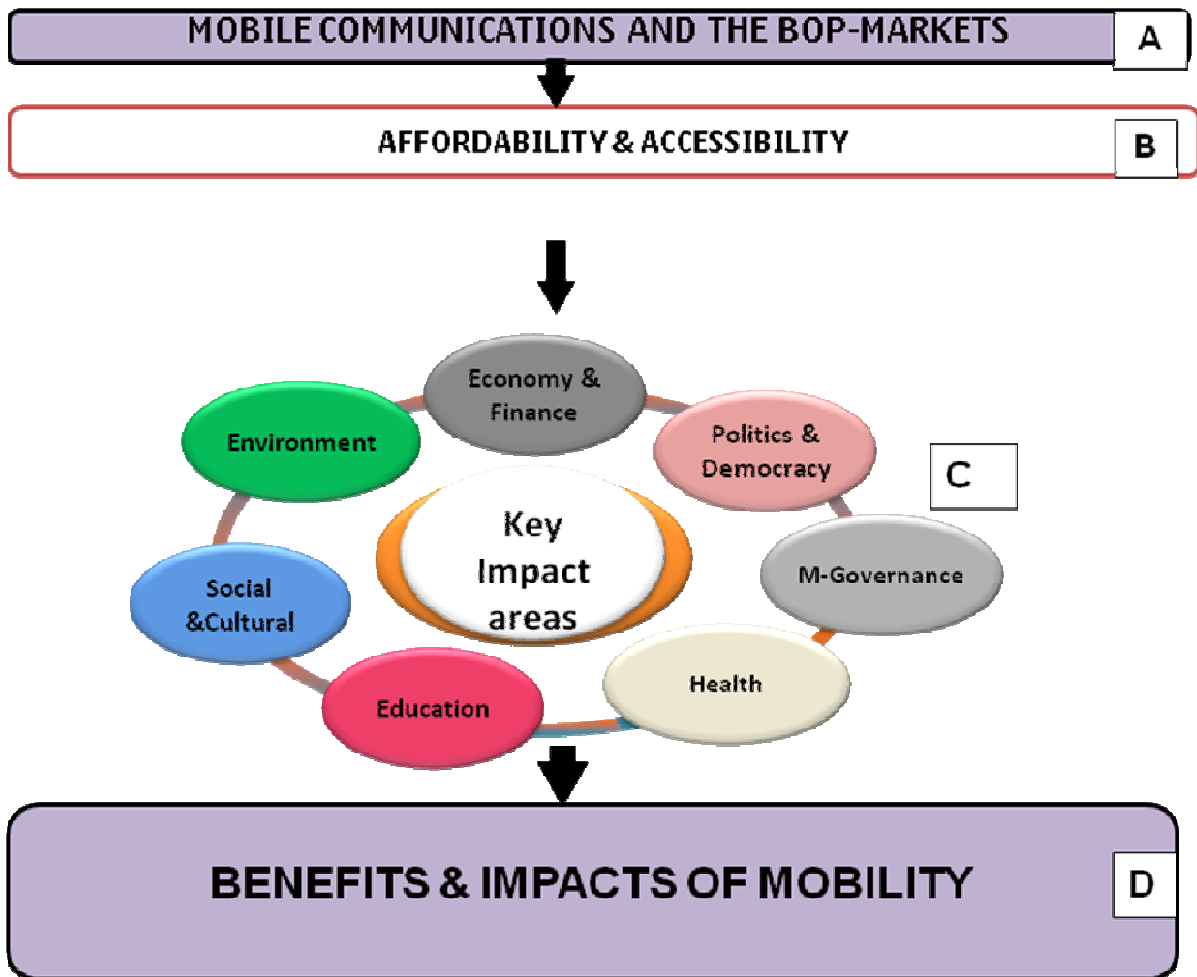 MOBILE COMMUNICATIONS AND THE BOP-MARKETS
A
AFFORDABILITY & ACCESSIBILITY
B
Economy &
Finance
Environment
Politics &
Democracy
C
Key
Impact
areas
M-Governance
Social
&Cultural
Health
Education
BENEFITS & IMPACTS OF MOBILITY
D